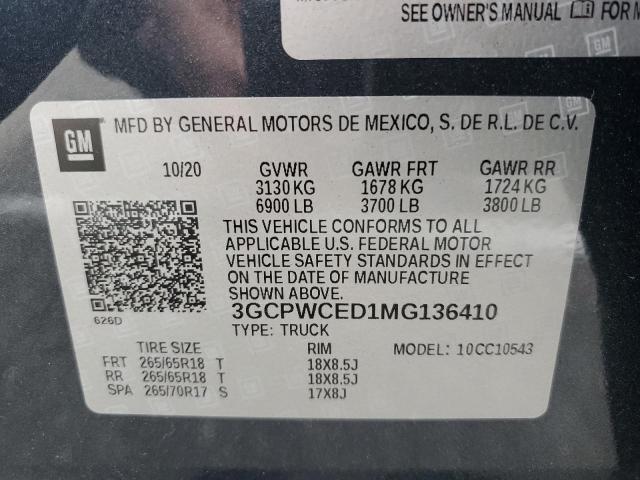 SEE OWNER'S MANUAL FOR
GM
GM MFD BY GENERAL MOTORS DE MEXICO, S. DE R.L. DE C.V.
10/20 GVWR GAWR FRT GAWR RR
3130 KG 1678 KG 1724 KG
6900 LB 3700 LB 3800 LB
THIS VEHICLE CONFORMS TO ALL
APPLICABLE U.S. FEDERAL MOTOR
VEHICLE SAFETY STANDARDS IN EFFECT
ON THE DATE OF MANUFACTURE
SHOWN ABOVE.
626D
3GCPWCED1MG136410
TYPE: TRUCK
TIRE SIZE RIM MODEL: 10CC10543
FRT 265/65R18 T 18X8.5J
RR 265/65R18 T 18X8.5J
SPA 265/70R17 S 17X8J